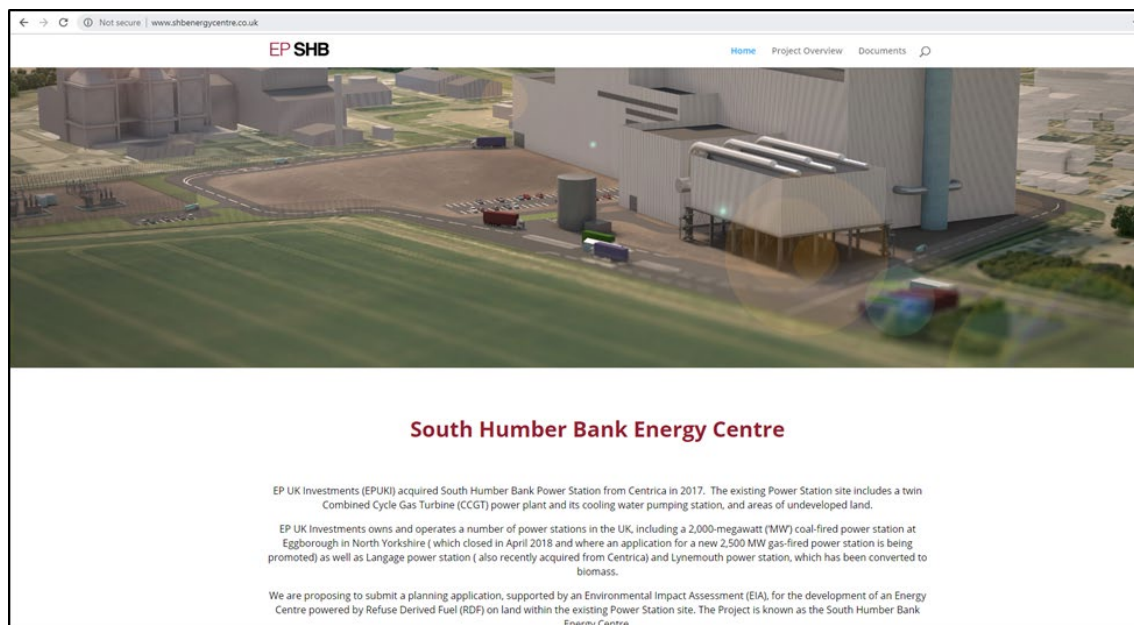 Not secure | www.shbenergycentre.co.uk
EP SHB
Home Project Overview Documents
South Humber Bank Energy Centre
EP UK Investments (EPUKI) acquired South Humber Bank Power Station from Centrica in 2017. The existing Power Station site includes a twin
Combined Cycle Gas Turbine (CCGT) power plant and its cooling water pumping station, and areas of undeveloped land.
EP UK Investments owns and operates a number of power stations in the UK, including a 2,000-megawatt ('MW') coal-fired power station at
Eggborough in North Yorkshire ( which closed in April 2018 and where an application for a new 2,500 MW gas-fired power station is being
promoted) as well as Langage power station ( also recently acquired from Centrica) and Lynemouth power station, which has been converted to
biomass.
We are proposing to submit a planning application, supported by an Environmental Impact Assessment (EIA), for the development of an Energy
Centre powered by Refuse Derived Fuel (RDF) on land within the existing Power Station site. The Project is known as the South Humber Bank
Energy Centre